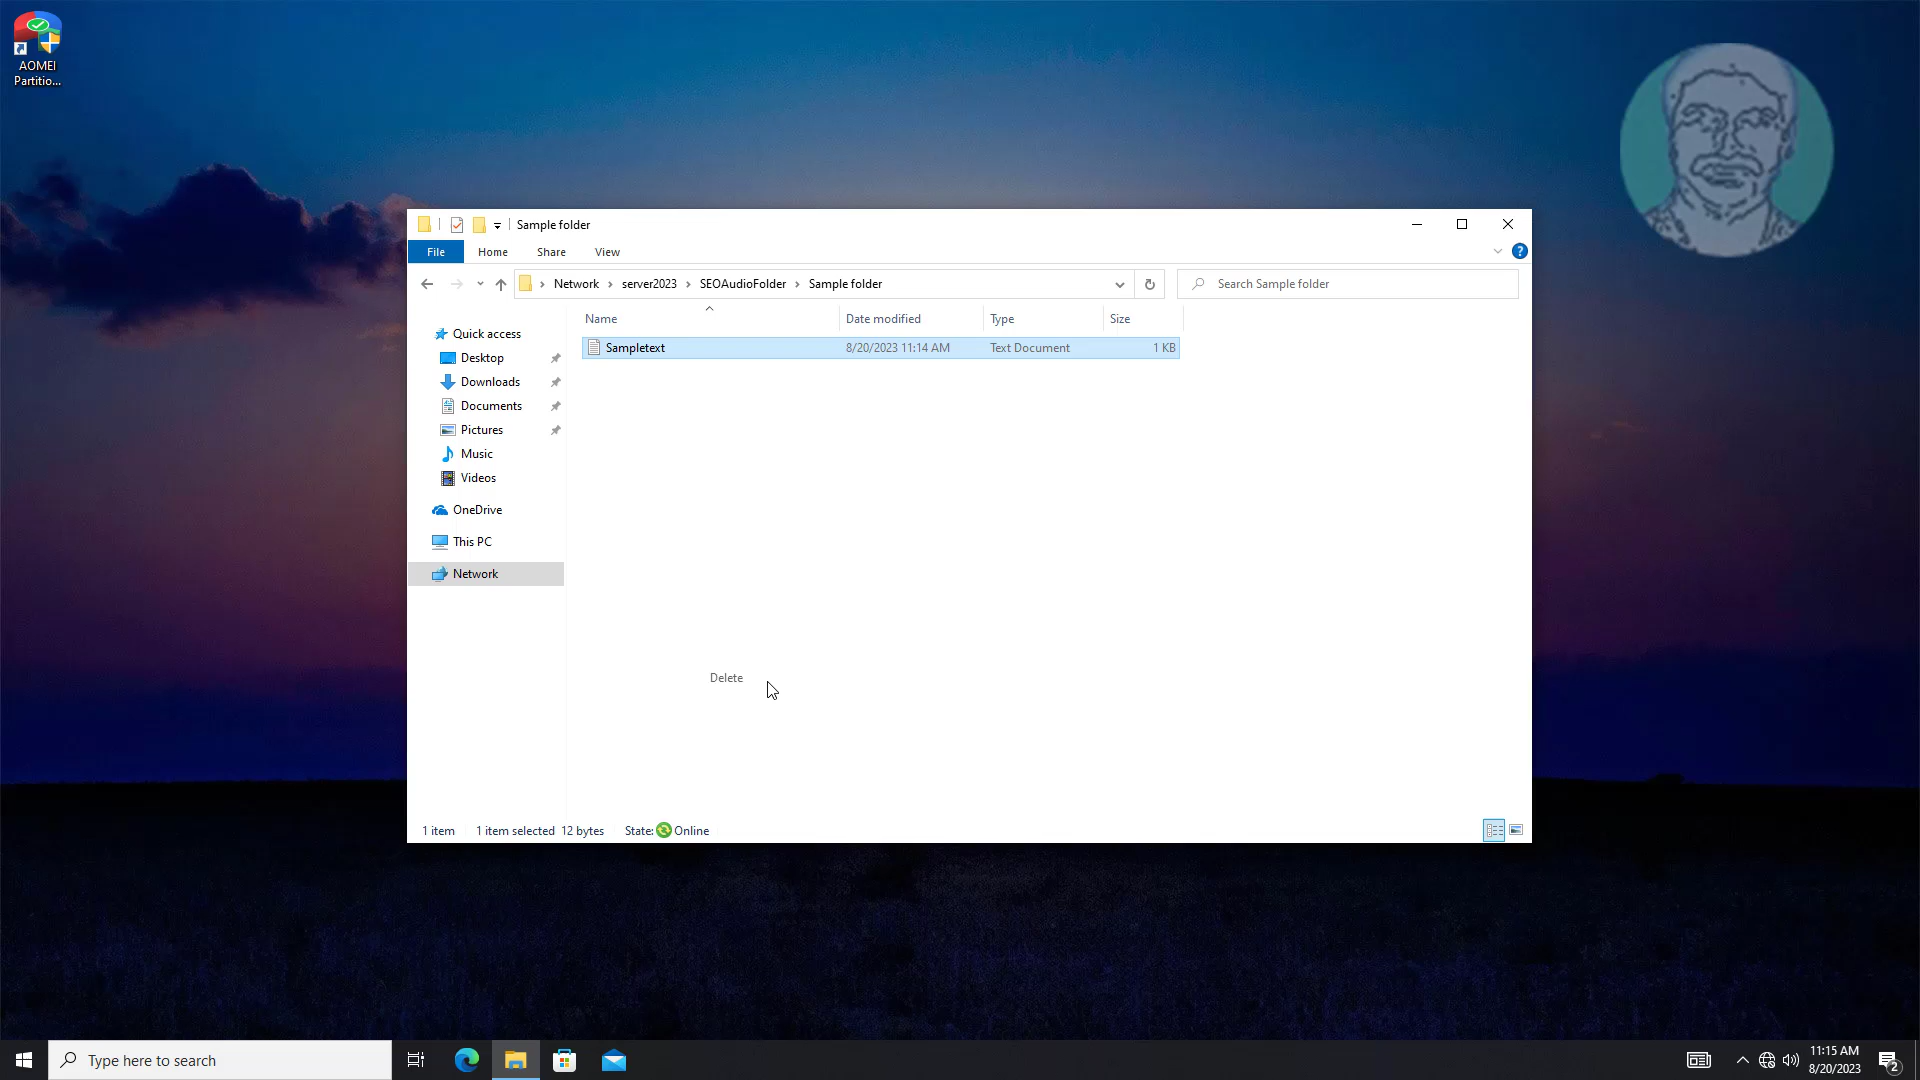 AOMEI
Partitio...
Sample folder
File Home Share View
Network server2023 SEOAudioFolder Sample folder
Search Sample folder
Name Date modified Type Size
Sampletext 8/20/2023 11:14 AM Text Document 1 KB
Quick access
Desktop
Downloads
Documents
Pictures
Music
Videos
OneDrive
This PC
Network
Delete
1 item 1 item selected 12 bytes State: Online
Type here to search
11:15 AM
8/20/2023
2